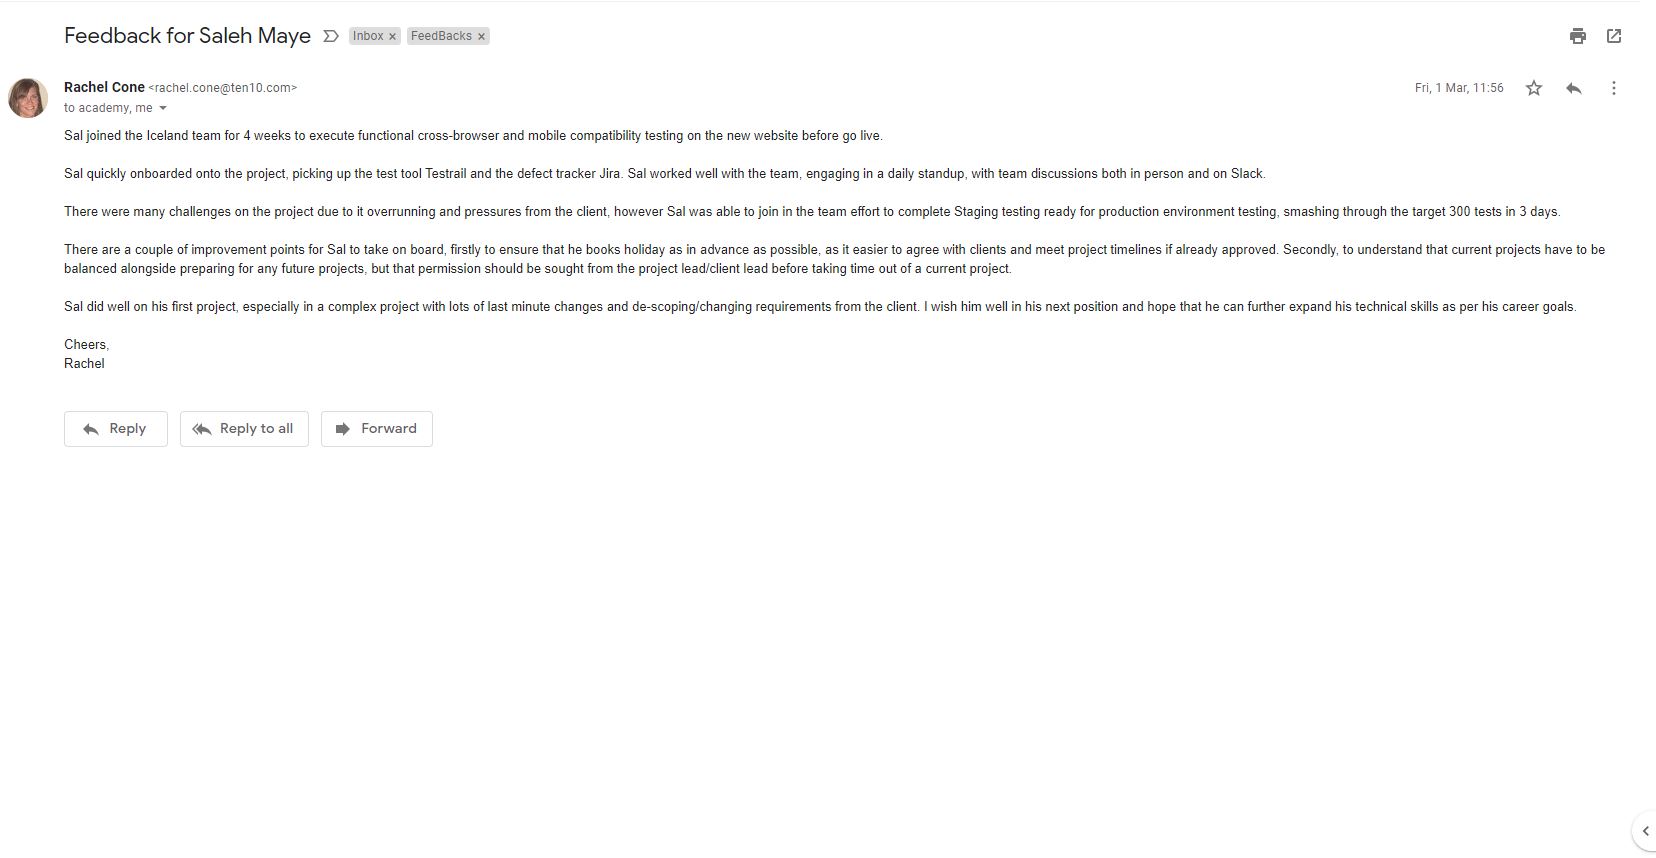 Feedback for Saleh Maye Inbox x FeedBacks x
Rachel Cone <rachel.cone@ten10.com> Fri, 1 Mar, 11:56
to academy, me
Sal joined the Iceland team for 4 weeks to execute functional cross-browser and mobile compatibility testing on the new website before go live.
Sal quickly onboarded onto the project, picking up the test tool Testrail and the defect tracker Jira. Sal worked well with the team, engaging in a daily standup, with team discussions both in person and on Slack.
There were many challenges on the project due to it overrunning and pressures from the client, however Sal was able to join in the team effort to complete Staging testing ready for production environment testing, smashing through the target 300 tests in 3 days.
There are a couple of improvement points for Sal to take on board, firstly to ensure that he books holiday as in advance as possible, as it easier to agree with clients and meet project timelines if already approved. Secondly, to understand that current projects have to be
balanced alongside preparing for any future projects, but that permission should be sought from the project lead/client lead before taking time out of a current project.
Sal did well on his first project, especially in a complex project with lots of last minute changes and de-scoping/changing requirements from the client. I wish him well in his next position and hope that he can further expand his technical skills as per his career goals.
Cheers,
Rachel
Reply Reply to all Forward